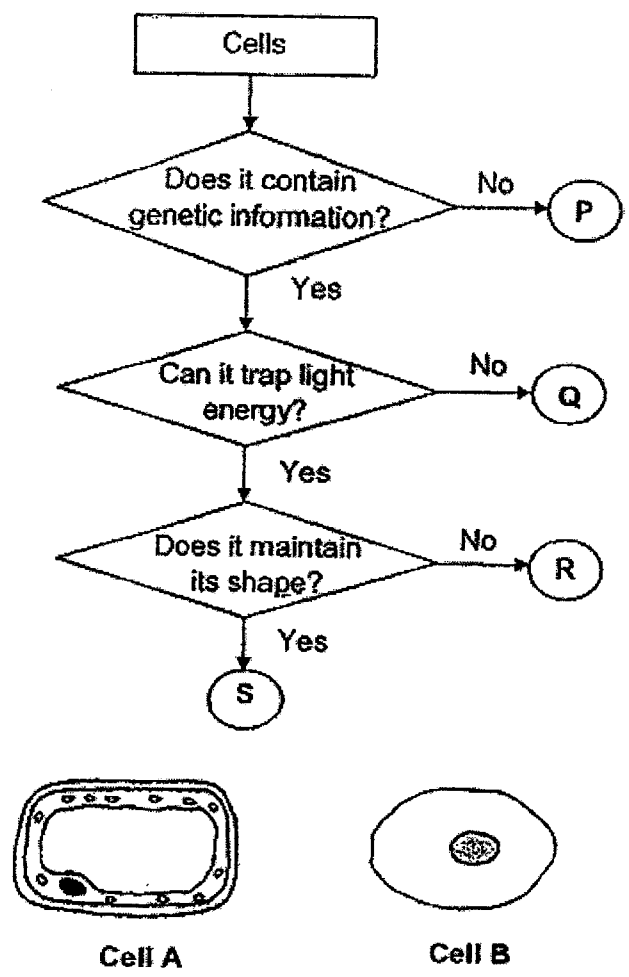 Cells
Does it contain
genetic information?
No
P
Yes
Can it trap light
energy?
No
Q
Yes
Does it maintain
its shape?
No
R
Yes
S
Cell A
Cell B